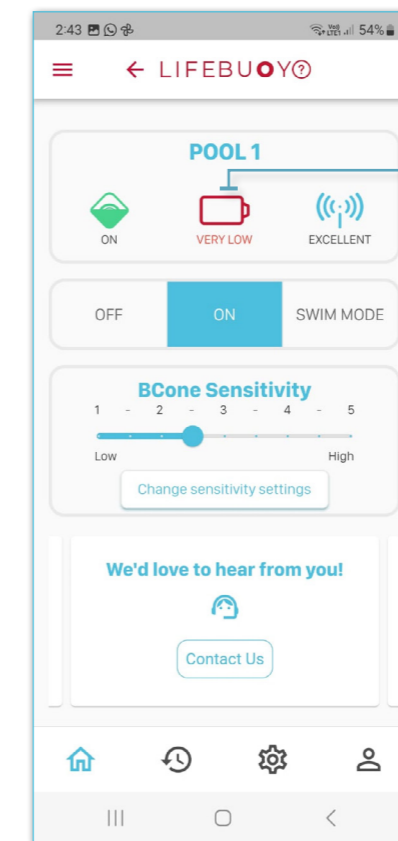 2:43 54%
LIFEBUOY?
POOL 1
ON VERY LOW EXCELLENT
OFF ON SWIM MODE
BCone Sensitivity
1 - 2 - 3 - 4 - 5
Low High
Change sensitivity settings
We'd love to hear from you!
Contact Us